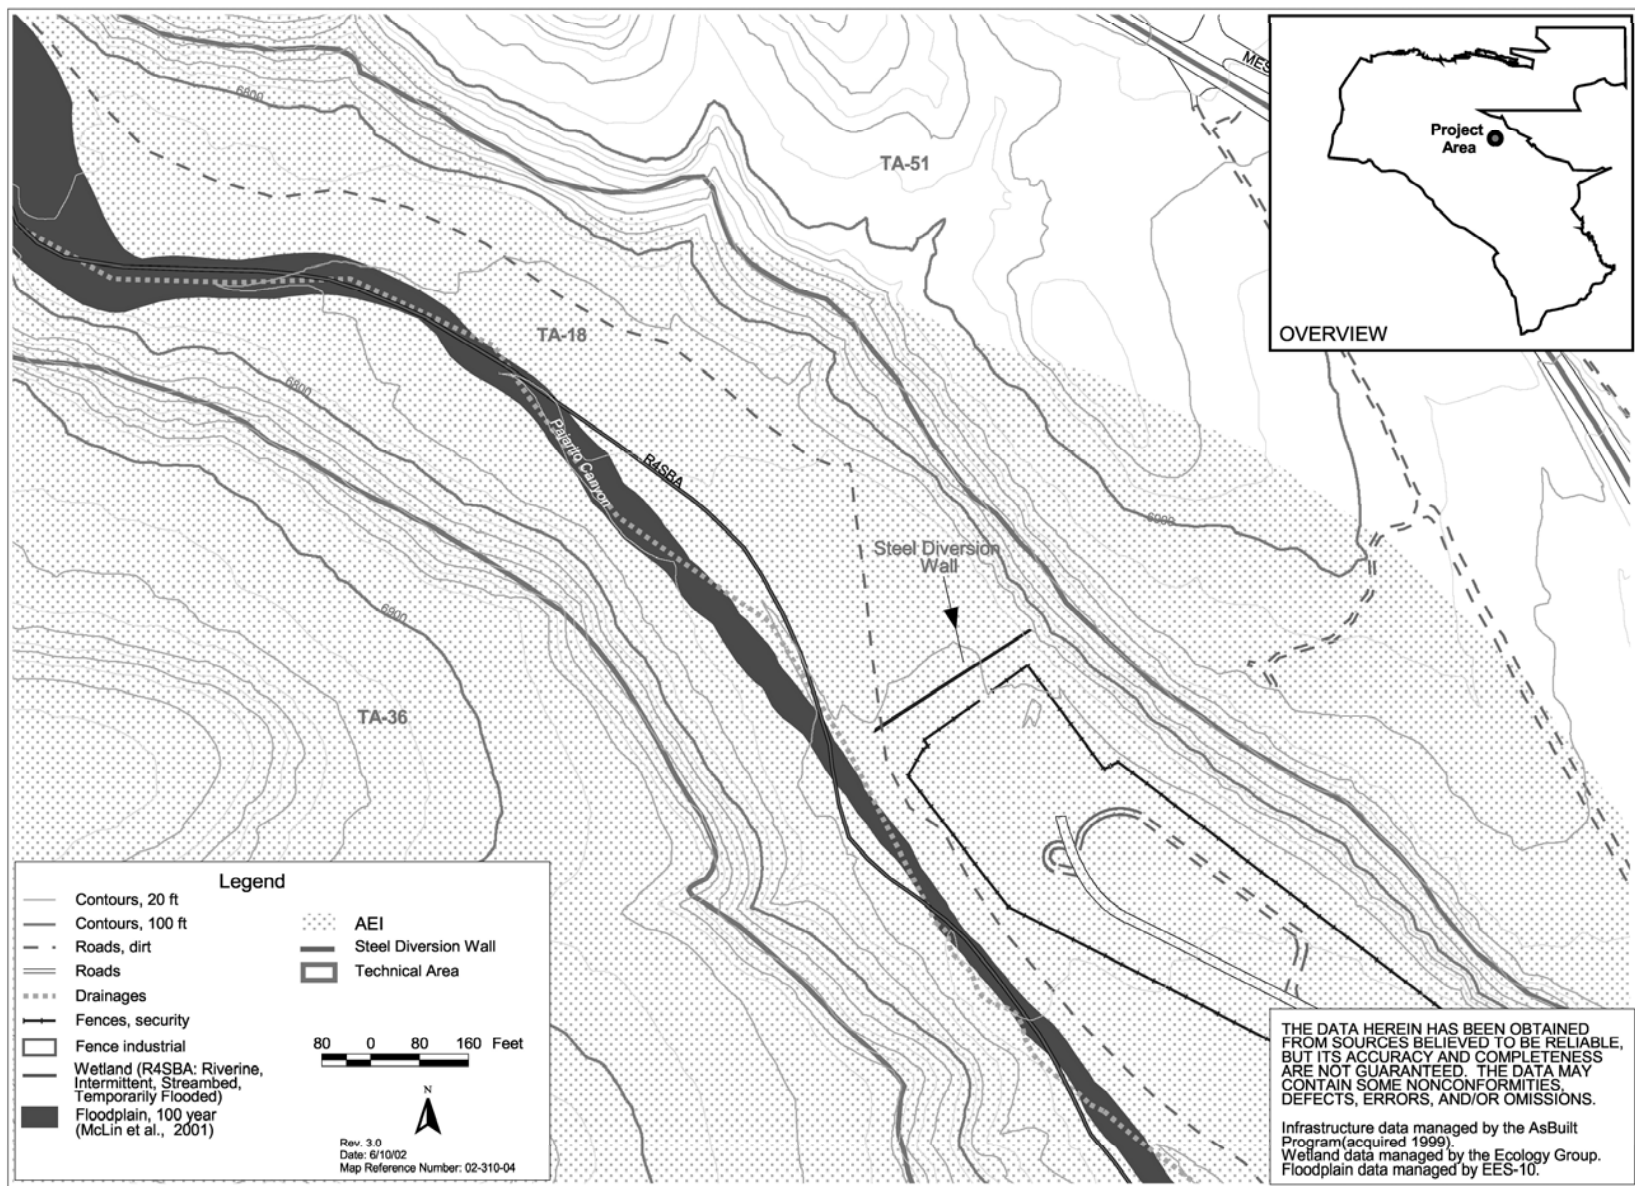 MES
Project
Area
OVERVIEW
6800
TA-51
TA-18
6800
Pajarito Canyon
R4SBA
6900
Steel Diversion
Wall
6900
TA-36
Legend
Contours, 20 ft
Contours, 100 ft
Roads, dirt
Roads
Drainages
Fences, security
Fence industrial
Wetland (R4SBA: Riverine,
Intermittent, Streambed,
Temporarily Flooded)
Floodplain, 100 year
(McLin et al., 2001)
AEI
Steel Diversion Wall
Technical Area
80 0 80 160 Feet
N
Rev. 3.0
Date: 6/10/02
Map Reference Number: 02-310-04
THE DATA HEREIN HAS BEEN OBTAINED
FROM SOURCES BELIEVED TO BE RELIABLE,
BUT ITS ACCURACY AND COMPLETENESS
ARE NOT GUARANTEED. THE DATA MAY
CONTAIN SOME NONCONFORMITIES,
DEFECTS, ERRORS, AND/OR OMISSIONS.
Infrastructure data managed by the AsBuilt
Program(acquired 1999).
Wetland data managed by the Ecology Group.
Floodplain data managed by EES-10.